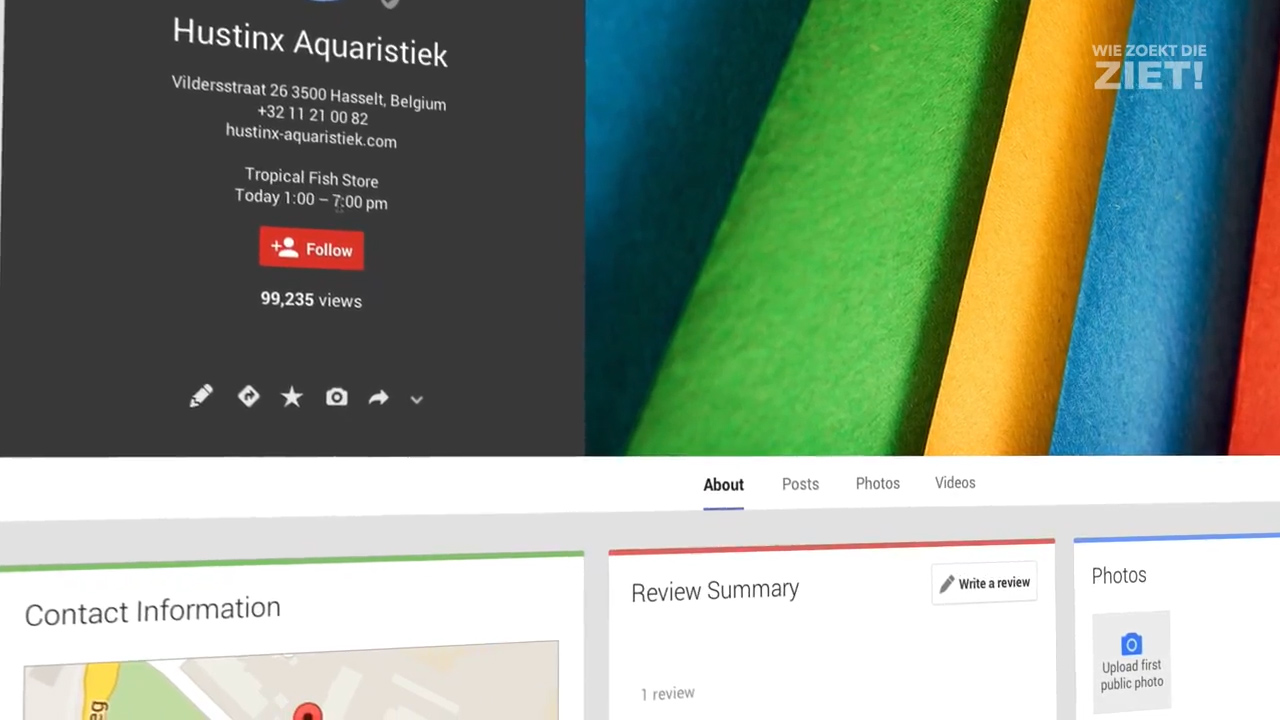 Hustinx Aquaristiek
Vildersstraat 26 3500 Hasselt, Belgium
+32 11 21 00 82
hustinx-aquaristiek.com
Tropical Fish Store
Today 1:00 – 7:00 pm
Follow
99,235 views
WIE ZOEKT DIE
ZIET!
About
Posts
Photos
Videos
Contact Information
Review Summary
Write a review
1 review
Photos
Upload first
public photo